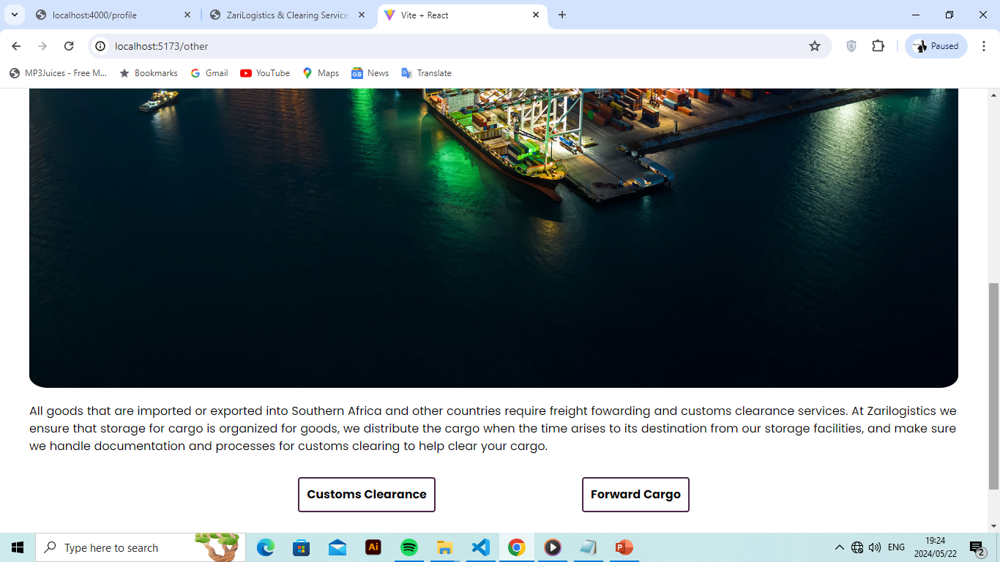 localhost:4000/profile
ZariLogistics & Clearing Service
Vite + React
localhost:5173/other
Paused
MP3Juices - Free M...
Bookmarks
Gmail
YouTube
Maps
News
Translate
All goods that are imported or exported into Southern Africa and other countries require freight fowarding and customs clearance services. At Zarilogistics we
ensure that storage for cargo is organized for goods, we distribute the cargo when the time arises to its destination from our storage facilities, and make sure
we handle documentation and processes for customs clearing to help clear your cargo.
Customs Clearance
Forward Cargo
Type here to search
Ai
ENG
19:24
2024/05/22
2